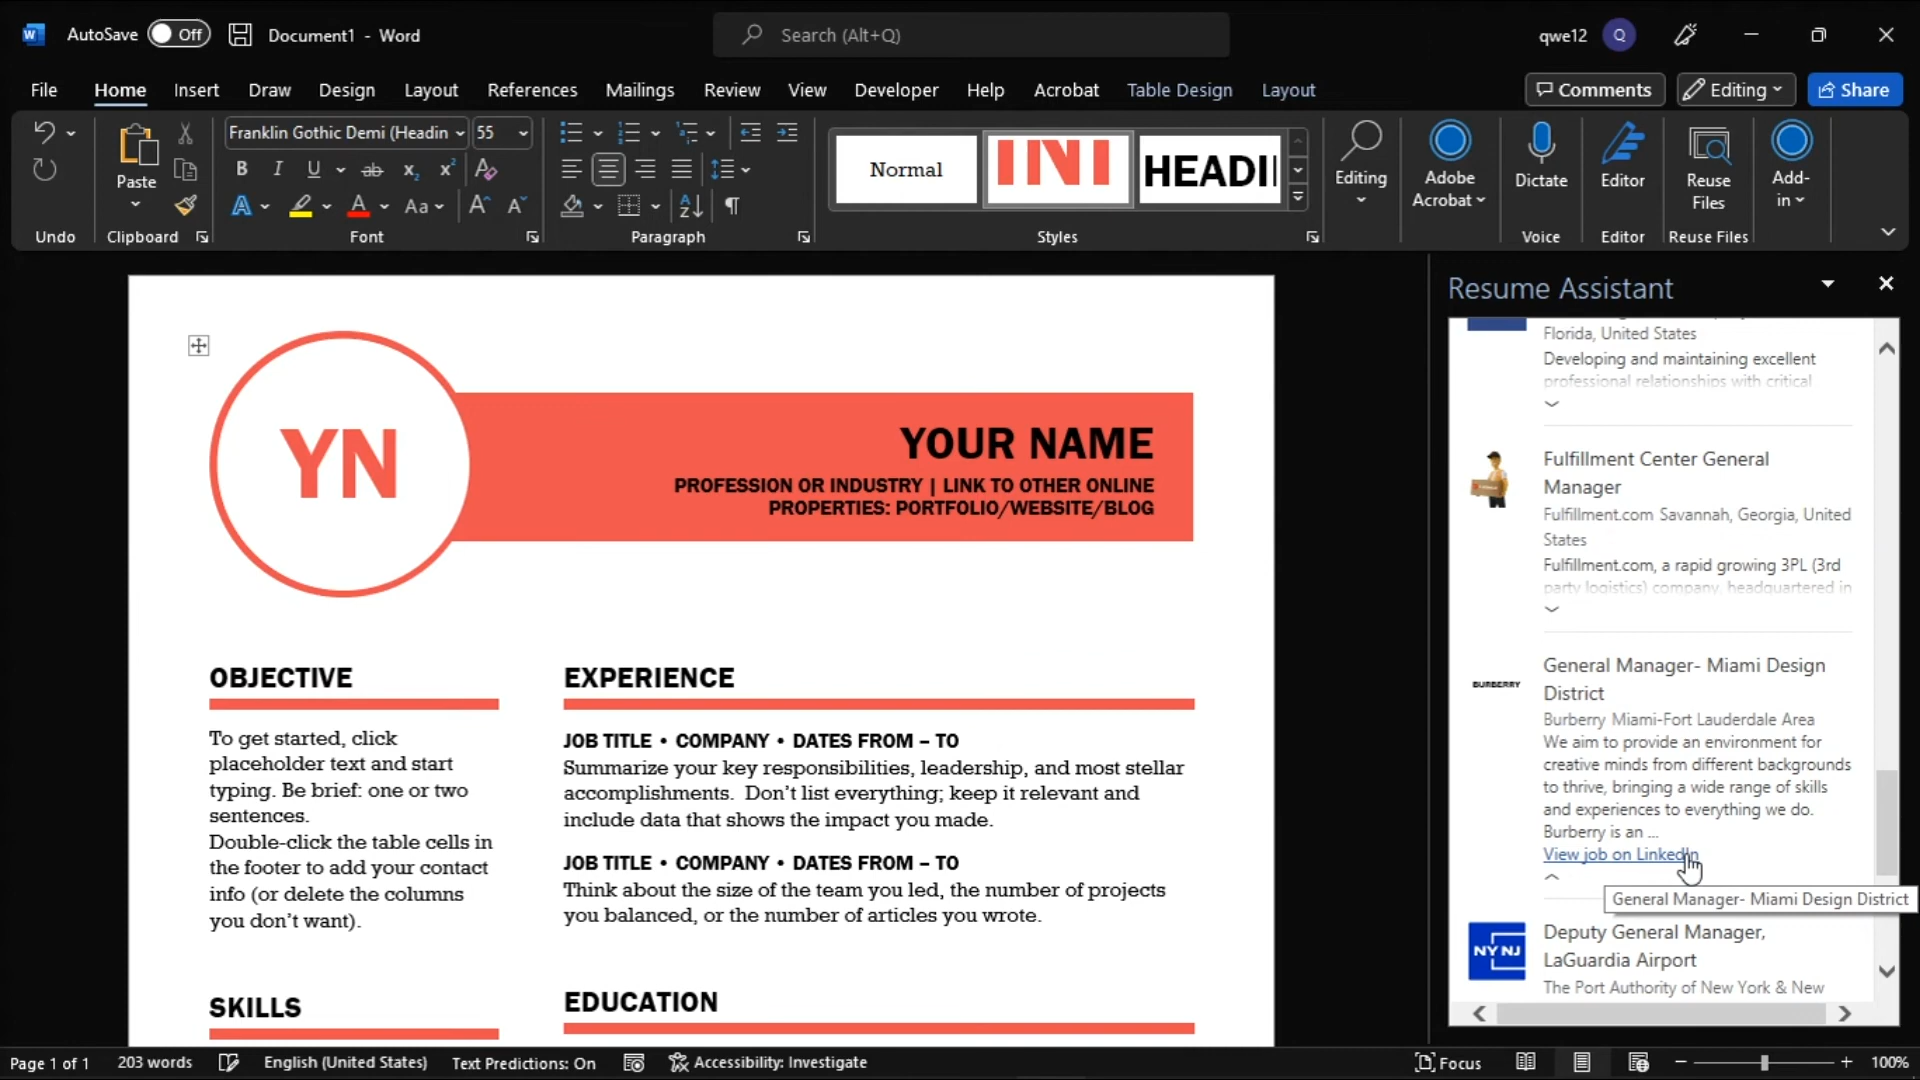 AutoSave Off Document1 - Word Search (Alt+Q) qwe12 Q
File Home Insert Draw Design Layout References Mailings Review View Developer Help Acrobat Table Design Layout Comments Editing Share
Paste
Franklin Gothic Demi (Headin 55
Normal
HEADI
Editing
Adobe
Acrobat
Dictate
Editor
Reuse
Files
Add-
in
Undo Clipboard Font Paragraph Styles Voice Editor Reuse Files
YN
YOUR NAME
PROFESSION OR INDUSTRY | LINK TO OTHER ONLINE
PROPERTIES: PORTFOLIO/WEBSITE/BLOG
OBJECTIVE
To get started, click
placeholder text and start
typing. Be brief: one or two
sentences.
Double-click the table cells in
the footer to add your contact
info (or delete the columns
you don't want).
SKILLS
EXPERIENCE
JOB TITLE • COMPANY • DATES FROM – TO
Summarize your key responsibilities, leadership, and most stellar
accomplishments.  Don't list everything; keep it relevant and
include data that shows the impact you made.
JOB TITLE • COMPANY • DATES FROM – TO
Think about the size of the team you led, the number of projects
you balanced, or the number of articles you wrote.
EDUCATION
Resume Assistant
Florida, United States
Developing and maintaining excellent
professional relationships with critical
Fulfillment Center General
Manager
Fulfillment.com Savannah, Georgia, United
States
Fulfillment.com, a rapid growing 3PL (3rd
party logistics) company, headquartered in
BURBERRY
General Manager- Miami Design
District
Burberry Miami-Fort Lauderdale Area
We aim to provide an environment for
creative minds from different backgrounds
to thrive, bringing a wide range of skills
and experiences to everything we do.
Burberry is an ...
View job on LinkedIn
General Manager- Miami Design District
NY NJ
Deputy General Manager,
LaGuardia Airport
The Port Authority of New York & New
Page 1 of 1 203 words English (United States) Text Predictions: On Accessibility: Investigate Focus 100%